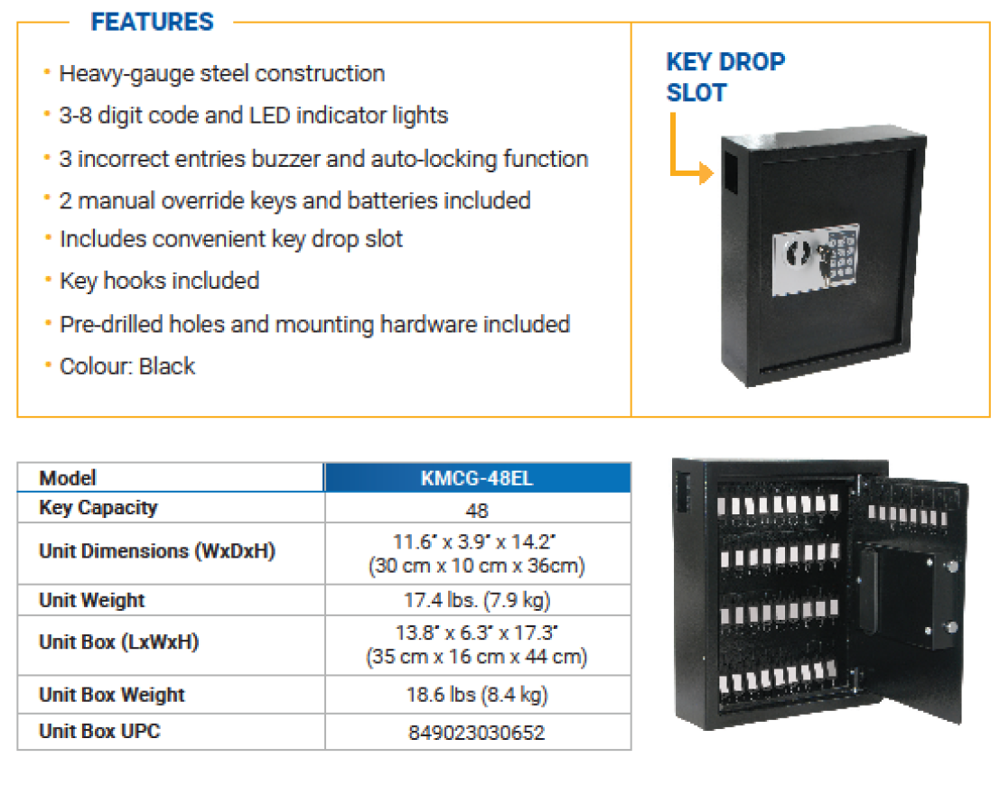 FEATURES
• Heavy-gauge steel construction
• 3-8 digit code and LED indicator lights
• 3 incorrect entries buzzer and auto-locking function
• 2 manual override keys and batteries included
• Includes convenient key drop slot
• Key hooks included
• Pre-drilled holes and mounting hardware included
• Colour: Black
KEY DROP
SLOT
Model KMCG-48EL
Key Capacity 48
Unit Dimensions (WxDxH) 11.6″ x 3.9″ x 14.2″
(30 cm x 10 cm x 36cm)
Unit Weight 17.4 lbs. (7.9 kg)
Unit Box (LxWxH) 13.8″ x 6.3″ x 17.3″
(35 cm x 16 cm x 44 cm)
Unit Box Weight 18.6 lbs (8.4 kg)
Unit Box UPC 849023030652